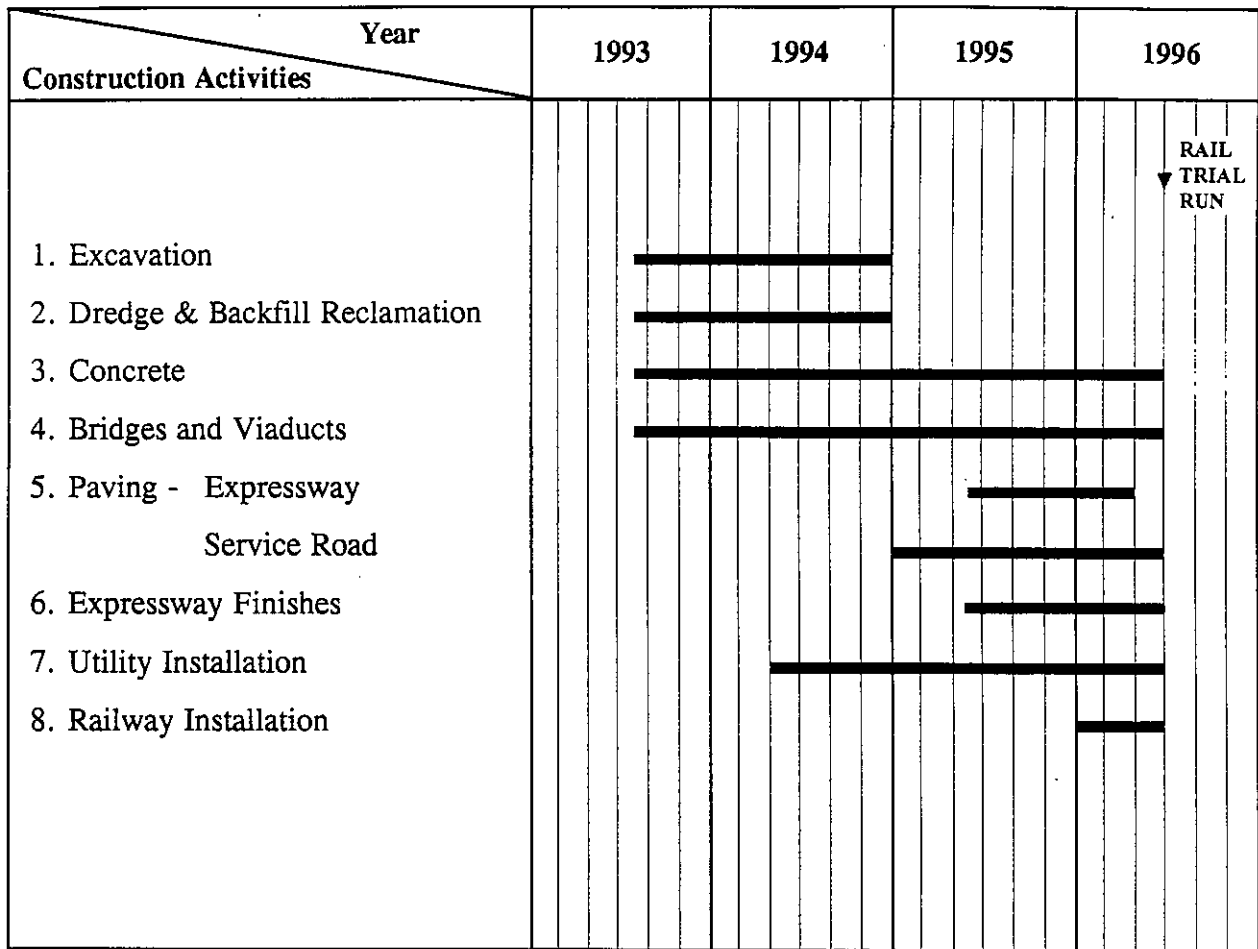 Year
Construction Activities
1993 1994 1995 1996
RAIL
TRIAL
RUN
1. Excavation
2. Dredge & Backfill Reclamation
3. Concrete
4. Bridges and Viaducts
5. Paving - Expressway
Service Road
6. Expressway Finishes
7. Utility Installation
8. Railway Installation